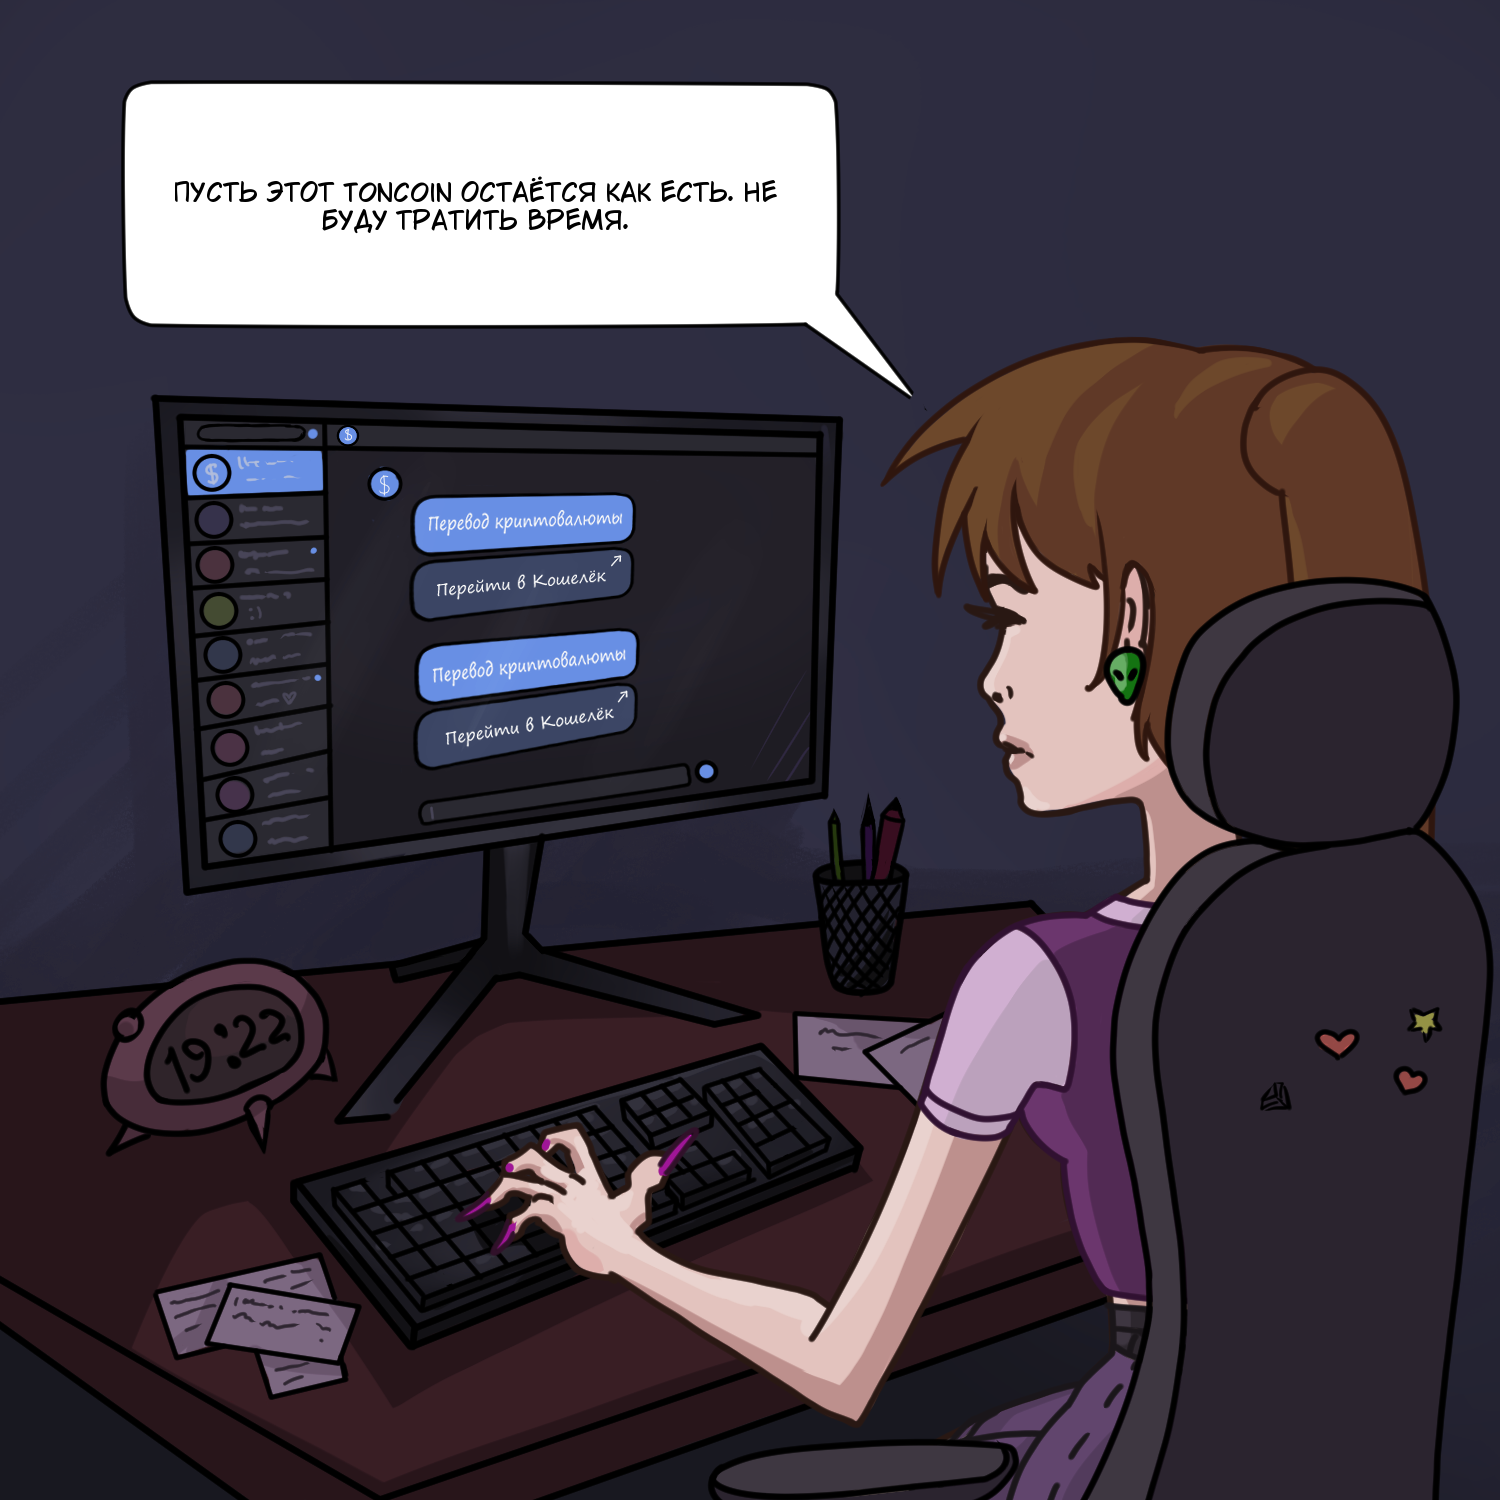 ПУСТЬ ЭТОТ TONCOIN ОСТАЁТСЯ КАК ЕСТЬ. НЕ
БУДУ ТРАТИТЬ ВРЕМЯ.
$
$
$
Перевод криптовалюты
Перейти в Кошелёк
Перевод криптовалюты
Перейти в Кошелёк
:)
19:22